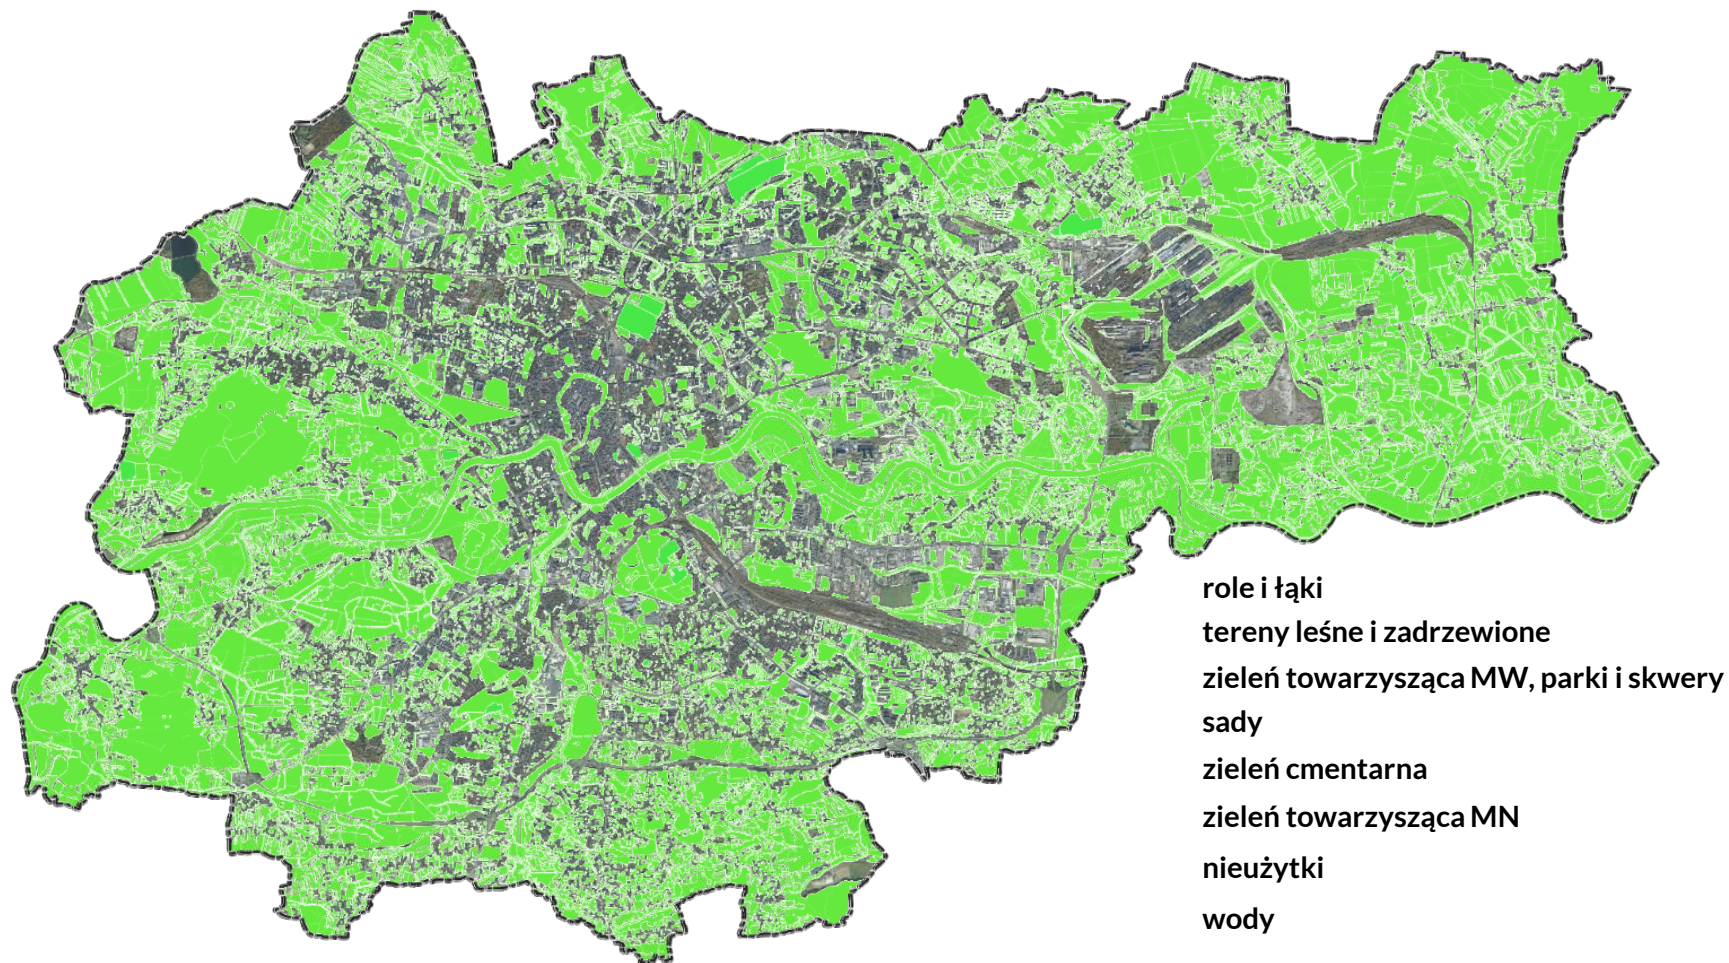 role i łąki
tereny leśne i zadrzewione
zieleń towarzysząca MW, parki i skwery
sady
zieleń cmentarna
zieleń towarzysząca MN
nieużytki
wody